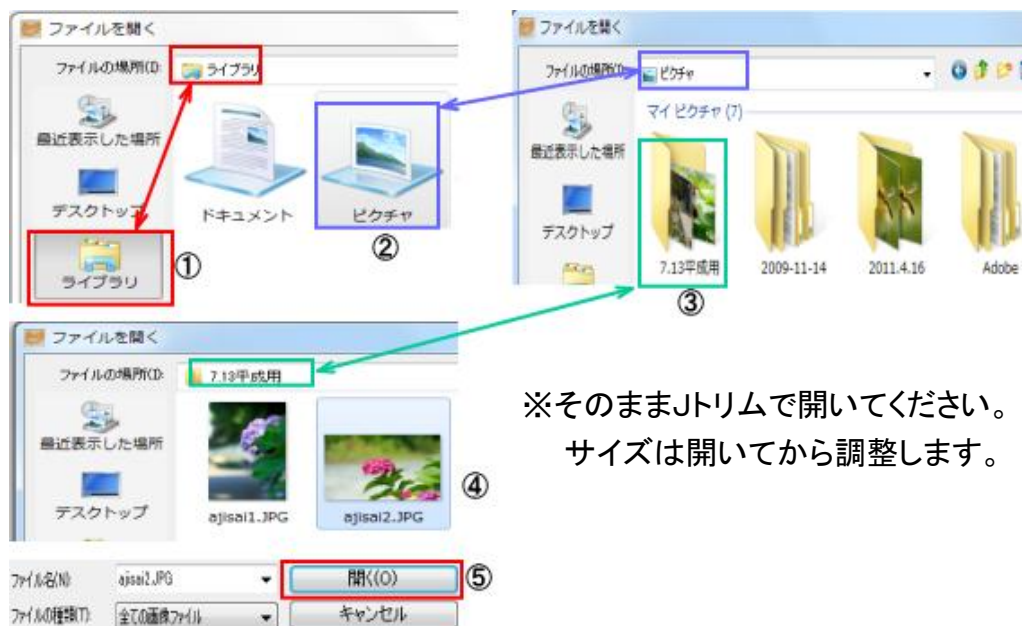 ファイルを開く
ファイルの場所(I): ライブラリ
最近表示した場所
デスクトップ
ライブラリ
①
ドキュメント
ピクチャ
②
ファイルを開く
ファイルの場所(I): ピクチャ
マイ ピクチャ (7)
最近表示した場所
デスクトップ
7.13平成用
2009-11-14
2011.4.16
Adobe
③
ファイルを開く
ファイルの場所(I): 7.13平成用
最近表示した場所
デスクトップ
ajisai1.JPG
ajisai2.JPG
④
ファイル名(N): ajisai2.JPG
開く(O)
⑤
ファイルの種類(T): 全ての画像ファイル
キャンセル
※そのままJトリムで開いてください。
サイズは開いてから調整します。